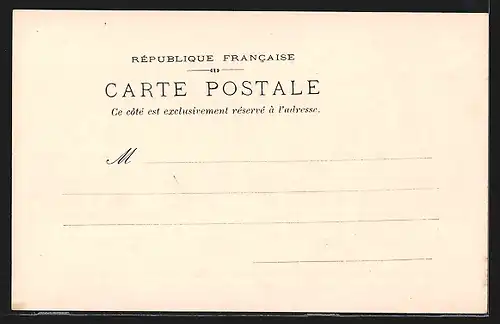 RÉPUBLIQUE FRANÇAISE
CARTE POSTALE
Ce côté est exclusivement réservé à l'adresse.
M